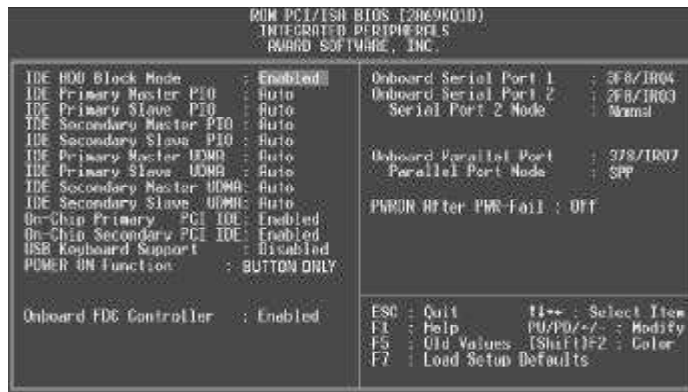 ROM PCI/ISA BIOS (2A69KQ1D)
INTEGRATED PERIPHERALS
AWARD SOFTWARE, INC.
IDE HDD Block Mode : Enabled
IDE Primary Master PIO : Auto
IDE Primary Slave PIO : Auto
IDE Secondary Master PIO : Auto
IDE Secondary Slave PIO : Auto
IDE Primary Master UDMA : Auto
IDE Primary Slave UDMA : Auto
IDE Secondary Master UDMA: Auto
IDE Secondary Slave UDMA: Auto
On-Chip Primary PCI IDE: Enabled
On-Chip Secondary PCI IDE: Enabled
USB Keyboard Support : Disabled
POWER ON Function : BUTTON ONLY
Onboard FDC Controller : Enabled
Onboard Serial Port 1 : 3F8/IRQ4
Onboard Serial Port 2 : 2F8/IRQ3
Serial Port 2 Mode : Normal
Onboard Parallel Port : 378/IRQ7
Parallel Port Mode : SPP
PWRON After PWR-Fail : Off
ESC : Quit ↑↓→← : Select Item
F1 : Help PU/PD/+/- : Modify
F5 : Old Values (Shift)F2 : Color
F7 : Load Setup Defaults